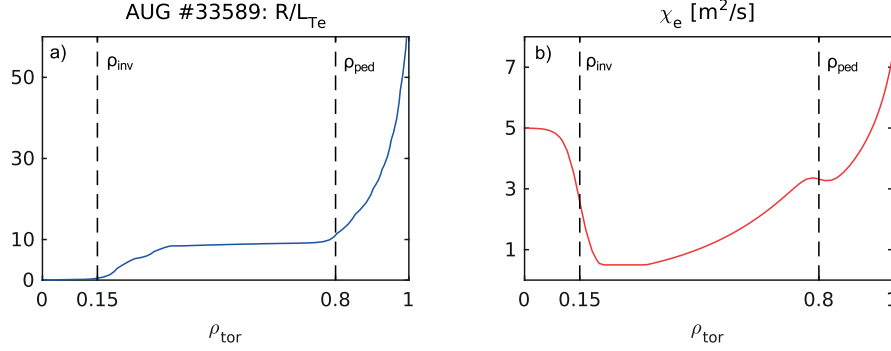 AUG #33589: R/L_Te
a)
ρ_inv
ρ_ped
50
30
10
0
0 0.15 0.8 1
ρ_tor
χ_e [m²/s]
b)
ρ_inv
ρ_ped
7
5
3
1
0 0.15 0.8 1
ρ_tor